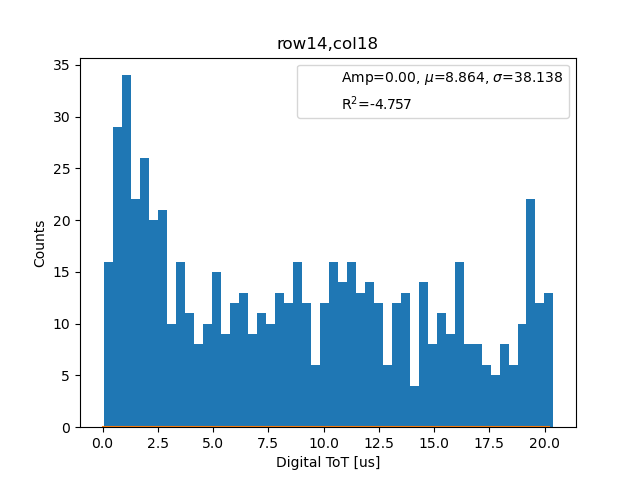 row14,col18
Amp=0.00, μ=8.864, σ=38.138
R²=-4.757
35
30
25
20
15
10
5
0
Counts
0.0 2.5 5.0 7.5 10.0 12.5 15.0 17.5 20.0
Digital ToT [us]